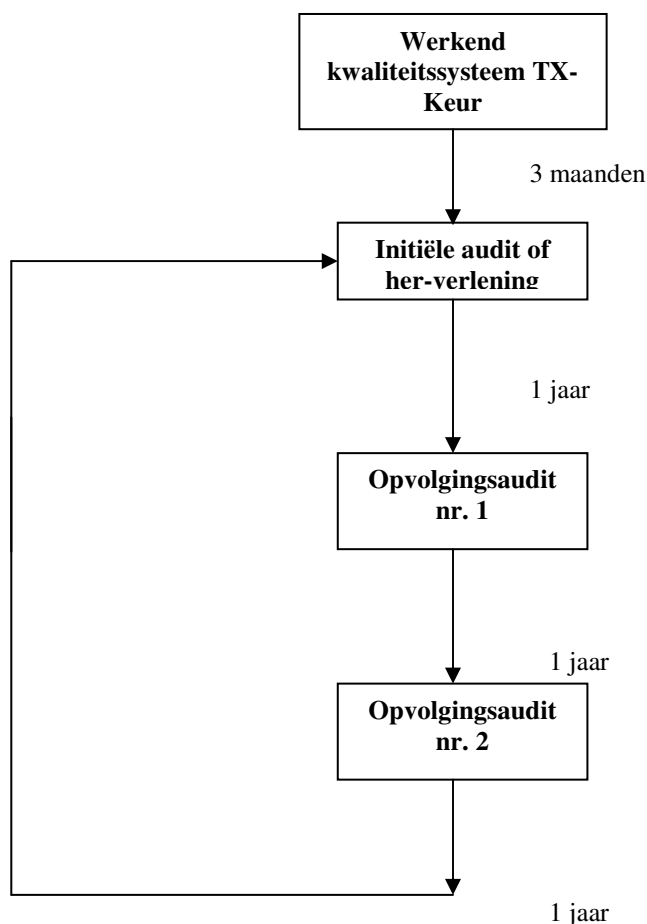 Werkend
kwaliteitssysteem TX-
Keur
3 maanden
Initiële audit of
her-verlening
1 jaar
Opvolgingsaudit
nr. 1
1 jaar
Opvolgingsaudit
nr. 2
1 jaar